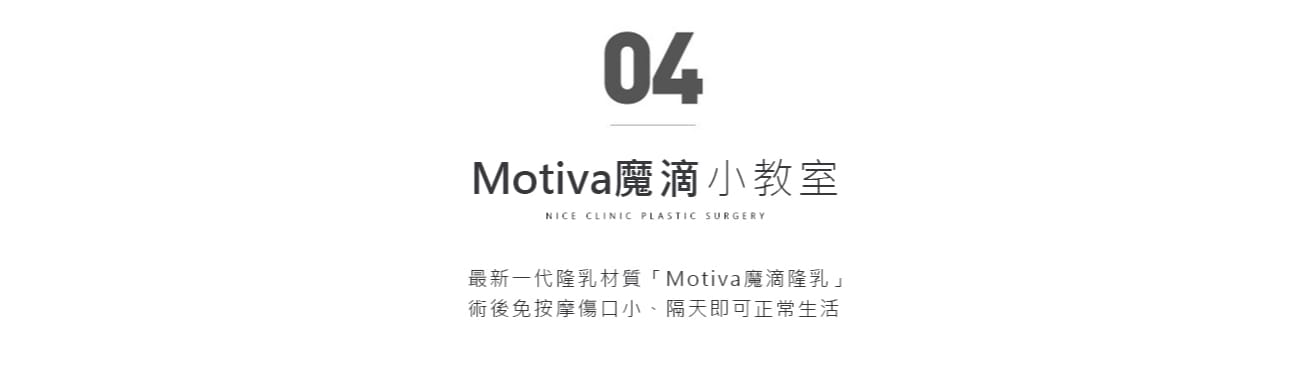 04
Motiva魔滴小教室
NICE CLINIC PLASTIC SURGERY
最新一代隆乳材質「Motiva魔滴隆乳」
術後免按摩傷口小、隔天即可正常生活